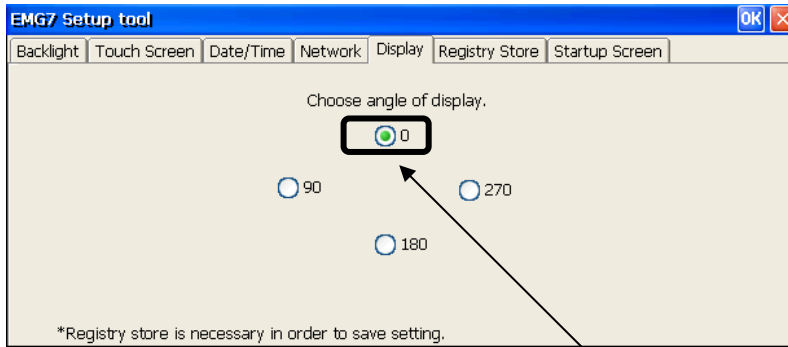 EMG7 Setup tool OK
Backlight Touch Screen Date/Time Network Display Registry Store Startup Screen
Choose angle of display.
0
90 270
180
*Registry store is necessary in order to save setting.